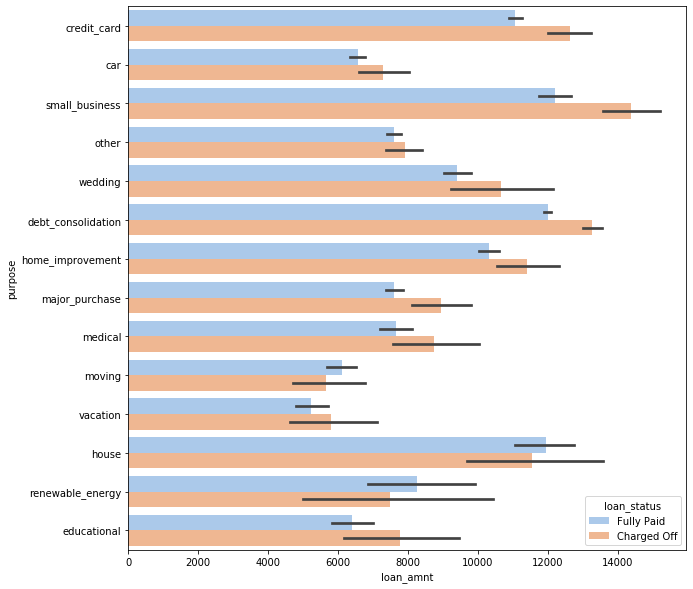 credit_card
car
small_business
other
wedding
debt_consolidation
home_improvement
major_purchase
medical
moving
vacation
house
renewable_energy
educational
purpose
0 2000 4000 6000 8000 10000 12000 14000
loan_amnt
loan_status
Fully Paid
Charged Off